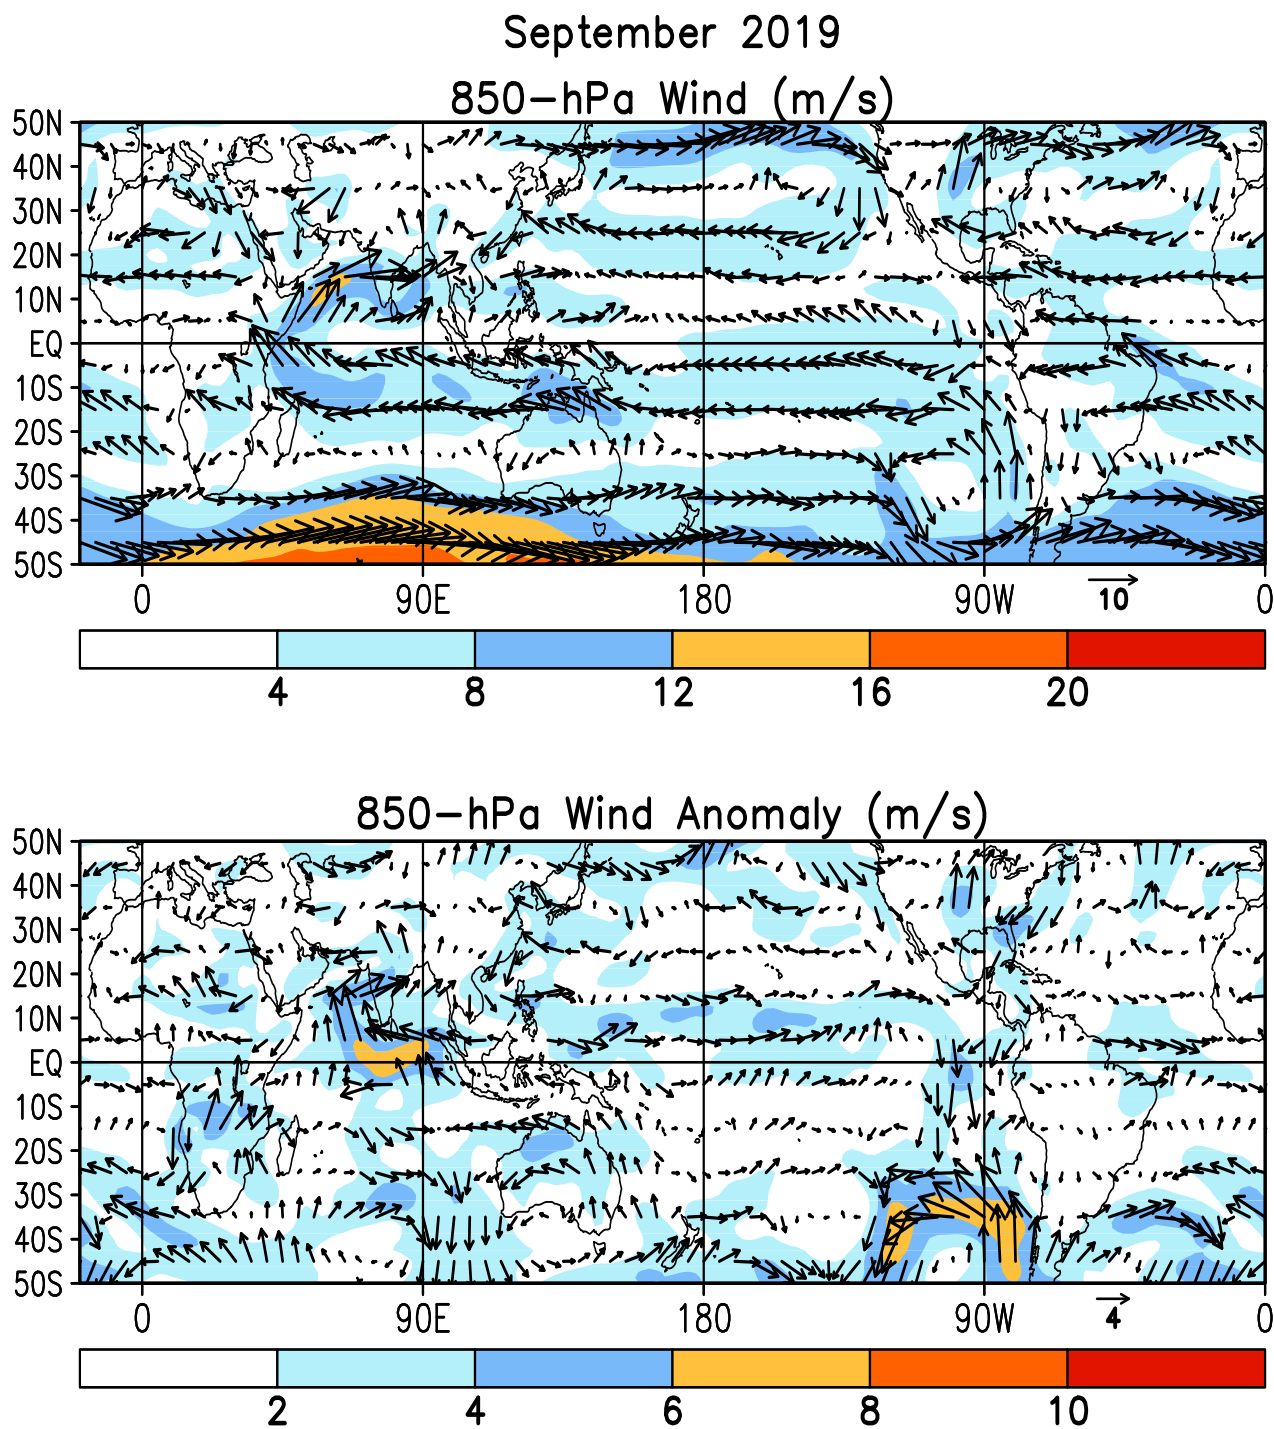 September 2019
850-hPa Wind (m/s)
50N
40N
30N
20N
10N
EQ
10S
20S
30S
40S
50S
0 90E 180 90W 0
10
4 8 12 16 20
850-hPa Wind Anomaly (m/s)
50N
40N
30N
20N
10N
EQ
10S
20S
30S
40S
50S
0 90E 180 90W 0
4
2 4 6 8 10